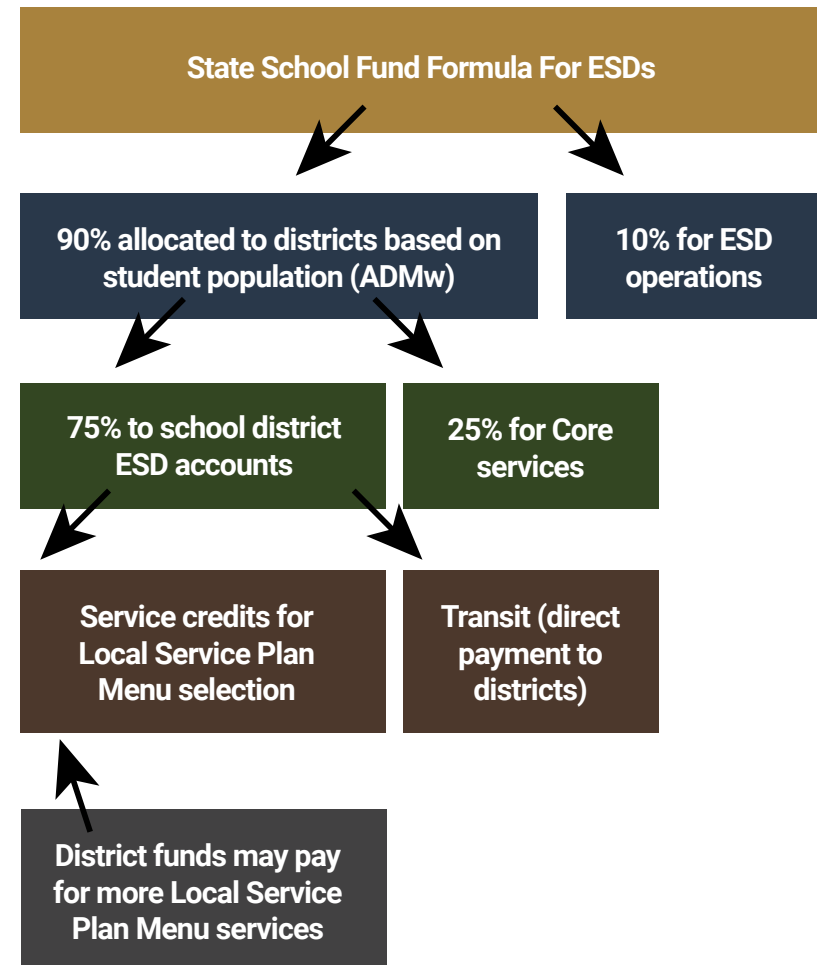 State School Fund Formula For ESDs
90% allocated to districts based on
student population (ADMw)
10% for ESD
operations
75% to school district
ESD accounts
25% for Core
services
Service credits for
Local Service Plan
Menu selection
Transit (direct
payment to
districts)
District funds may pay
for more Local Service
Plan Menu services